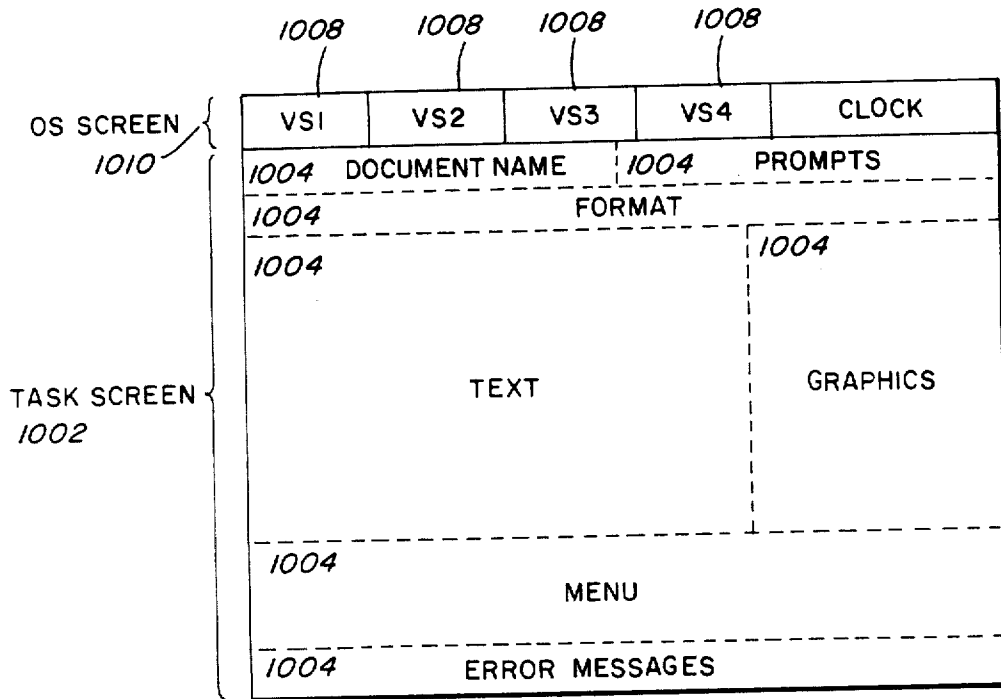 1008 1008 1008 1008
OS SCREEN
1010
VS1 VS2 VS3 VS4 CLOCK
1004 DOCUMENT NAME 1004 PROMPTS
1004 FORMAT
1004 1004
TASK SCREEN
1002
TEXT GRAPHICS
1004
MENU
1004 ERROR MESSAGES